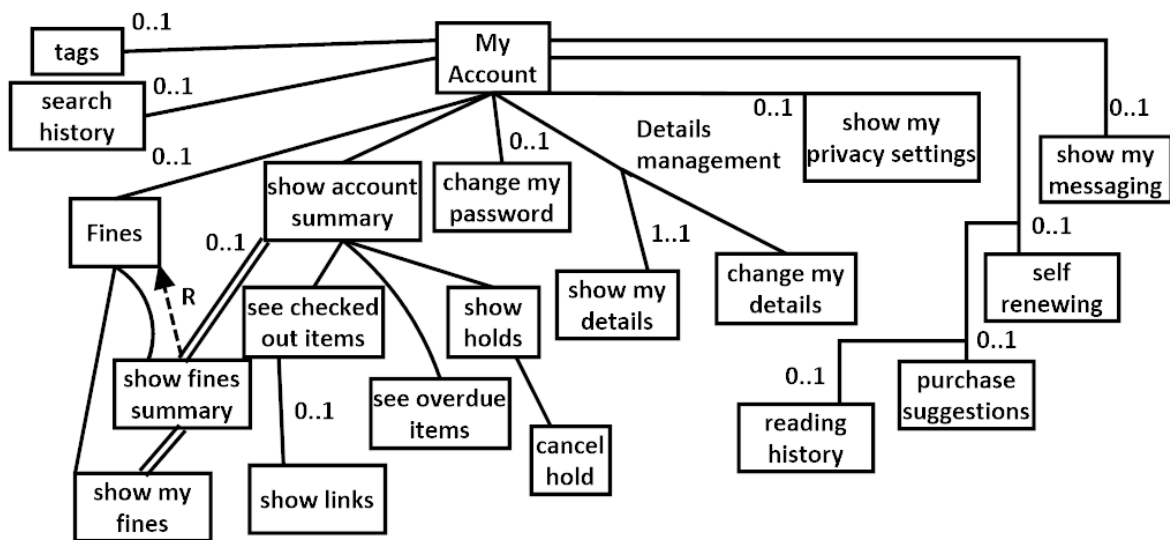 0..1
tags
My
Account
0..1
search
history
0..1
0..1
0..1
0..1
Details
management
show my
privacy settings
show my
messaging
show account
summary
change my
password
Fines
0..1
1..1
0..1
R
see checked
out items
show
holds
show my
details
change my
details
self
renewing
show fines
summary
0..1
see overdue
items
0..1
0..1
purchase
suggestions
reading
history
cancel
hold
show my
fines
show links